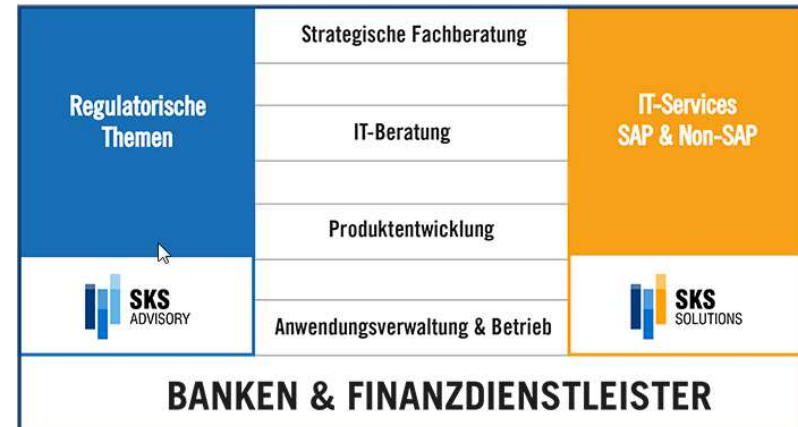 Regulatorische
Themen
SKS
ADVISORY
Strategische Fachberatung
IT-Beratung
Produktentwicklung
Anwendungsverwaltung & Betrieb
IT-Services
SAP & Non-SAP
SKS
SOLUTIONS
BANKEN & FINANZDIENSTLEISTER